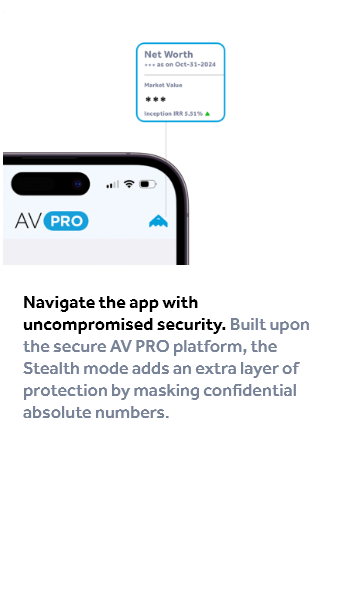 Net Worth
*** as on Oct-31-2024
Market Value
***
Inception IRR 3.51% ▲
AV PRO
Navigate the app with
uncompromised security. Built upon
the secure AV PRO platform, the
Stealth mode adds an extra layer of
protection by masking confidential
absolute numbers.